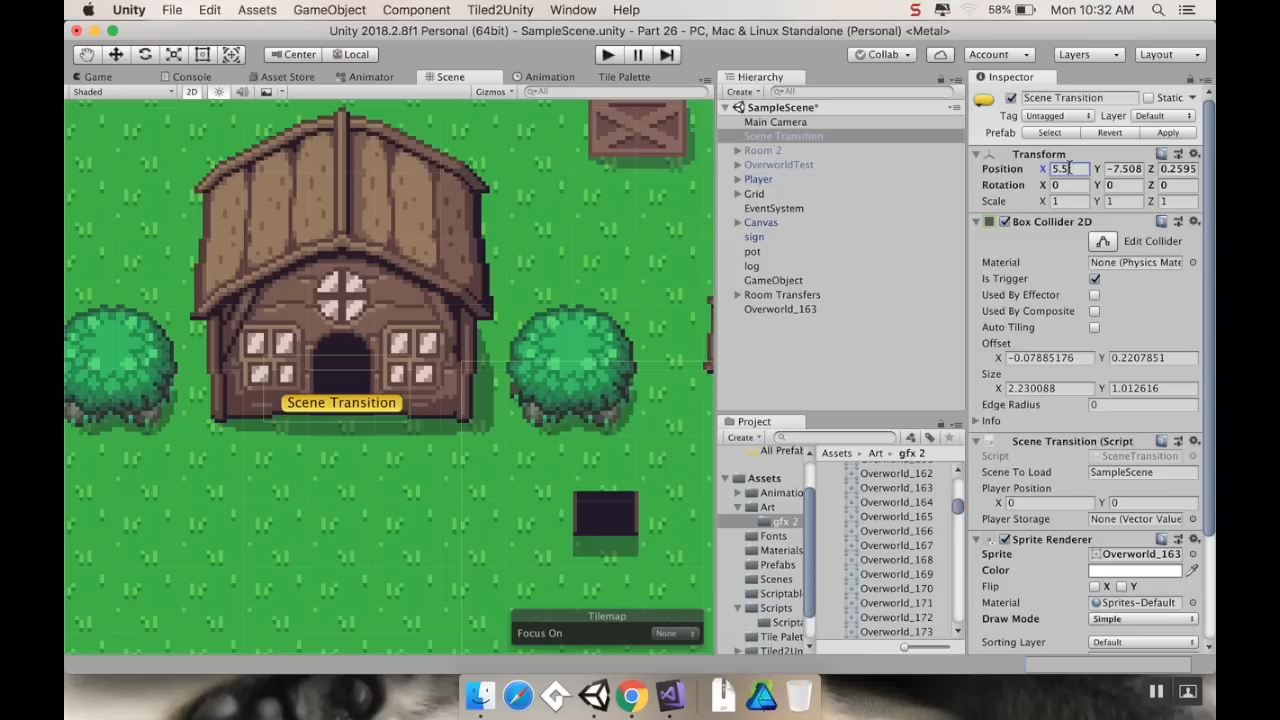 Unity File Edit Assets GameObject Component Tiled2Unity Window Help 58% Mon 10:32 AM
Unity 2018.2.8f1 Personal (64bit) - SampleScene.unity - Part 26 - PC, Mac & Linux Standalone (Personal) <Metal>
Center Local Collab Account Layers Layout
Game Console Asset Store Animator Scene Animation Tile Palette
Shaded 2D Gizmos All
Scene Transition
Tilemap
Focus On None
Hierarchy
Create All
SampleScene*
Main Camera
Scene Transition
Room 2
OverworldTest
Player
Grid
EventSystem
Canvas
sign
pot
log
GameObject
Room Transfers
Overworld_163
Project
Create
All Prefab
Assets
Animatio
Art
gfx 2
Fonts
Materials
Prefabs
Scenes
Scriptabl
Scripts
Scripta
Tile Palet
Tiled2Un
Assets Art gfx 2
Overworld_162
Overworld_163
Overworld_164
Overworld_165
Overworld_166
Overworld_167
Overworld_168
Overworld_169
Overworld_170
Overworld_171
Overworld_172
Overworld_173
Inspector
Scene Transition Static
Tag Untagged Layer Default
Prefab Select Revert Apply
Transform
Position X 5.5 Y -7.508 Z 0.2595
Rotation X 0 Y 0 Z 0
Scale X 1 Y 1 Z 1
Box Collider 2D
Edit Collider
Material None (Physics Mate
Is Trigger
Used By Effector
Used By Composite
Auto Tiling
Offset
X -0.07885176 Y 0.2207851
Size
X 2.230088 Y 1.012616
Edge Radius 0
Info
Scene Transition (Script
Script SceneTransition
Scene To Load SampleScene
Player Position
X 0 Y 0
Player Storage None (Vector Value
Sprite Renderer
Sprite Overworld_163
Color
Flip X Y
Material Sprites-Default
Draw Mode Simple
Sorting Layer Default